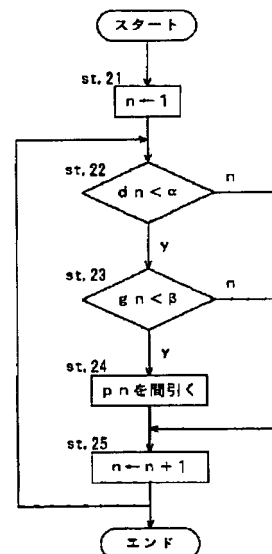 スタート
st.21
n←1
st.22
dn<α
n
y
st.23
gn<β
n
y
st.24
pnを間引く
st.25
n←n+1
エンド